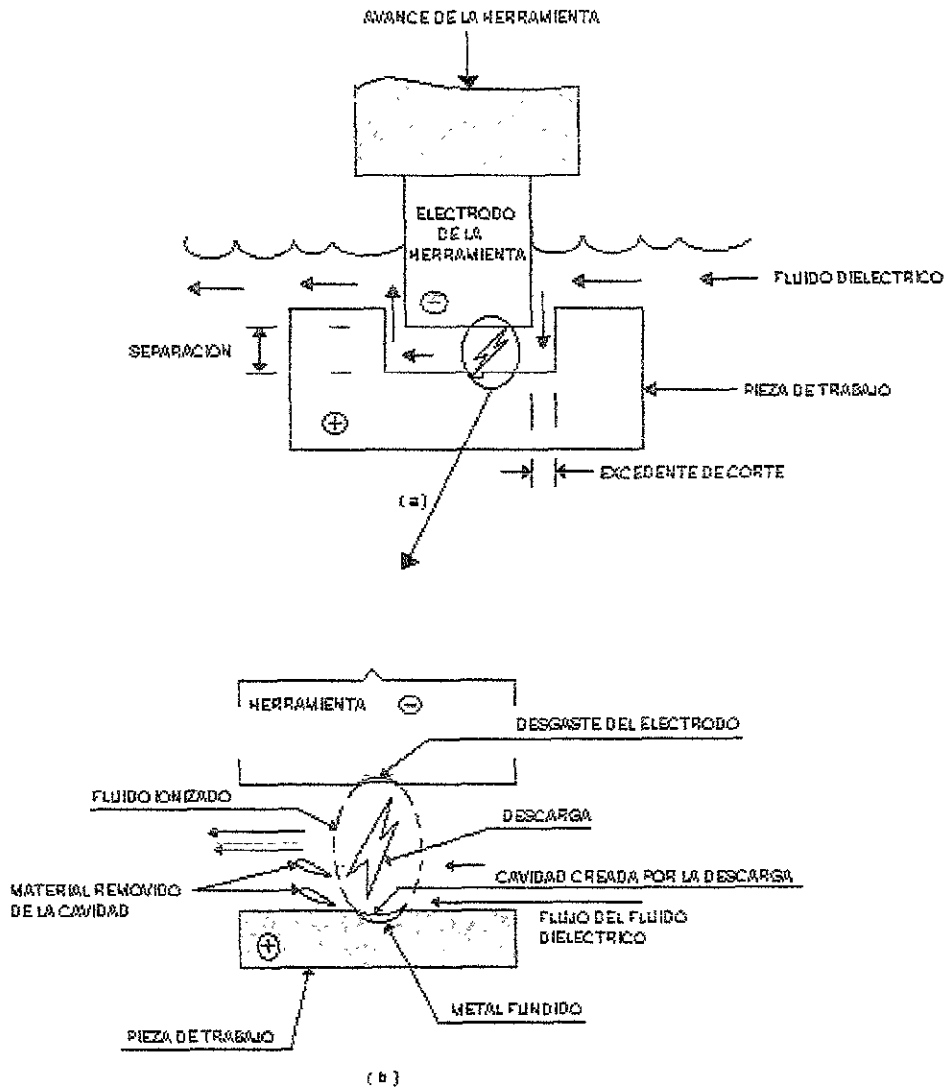 AVANCE DE LA HERRAMIENTA
ELECTRODO
DE LA
HERRAMIENTA
FLUIDO DIELECTRICO
SEPARACION
PIEZA DE TRABAJO
EXCEDENTE DE CORTE
(a)
HERRAMIENTA
DESGASTE DEL ELECTRODO
FLUIDO IONIZADO
DESCARGA
CAVIDAD CREADA POR LA DESCARGA
MATERIAL REMOVIDO
DE LA CAVIDAD
FLUJO DEL FLUIDO
DIELECTRICO
METAL FUNDIDO
PIEZA DE TRABAJO
(b)